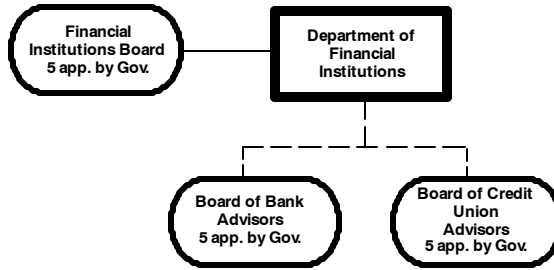 Financial
Institutions Board
5 app. by Gov.
Department of
Financial
Institutions
Board of Bank
Advisors
5 app. by Gov.
Board of Credit
Union
Advisors
5 app. by Gov.